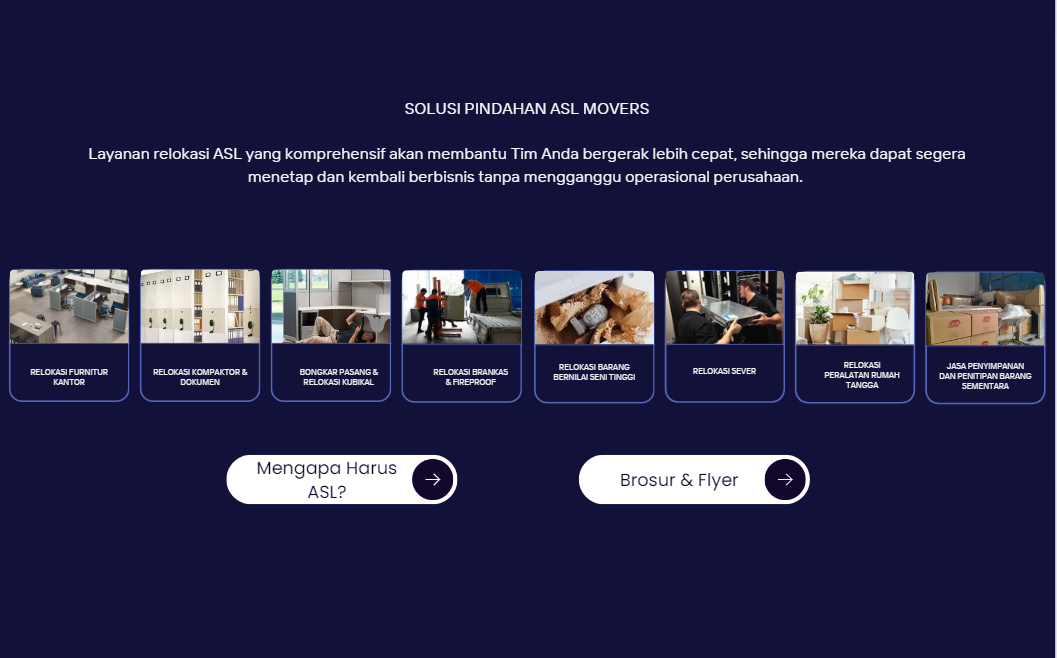 SOLUSI PINDAHAN ASL MOVERS
Layanan relokasi ASL yang komprehensif akan membantu Tim Anda bergerak lebih cepat, sehingga mereka dapat segera
menetap dan kembali berbisnis tanpa mengganggu operasional perusahaan.
RELOKASI FURNITUR
KANTOR
RELOKASI KOMPAKTOR &
DOKUMEN
BONGKAR PASANG &
RELOKASI KUBIKAL
RELOKASI BRANKAS
& FIREPROOF
RELOKASI BARANG
BERNILAI SENI TINGGI
RELOKASI SEVER
RELOKASI
PERALATAN RUMAH
TANGGA
JASA PENYIMPANAN
DAN PENITIPAN BARANG
SEMENTARA
Mengapa Harus
ASL?
Brosur & Flyer